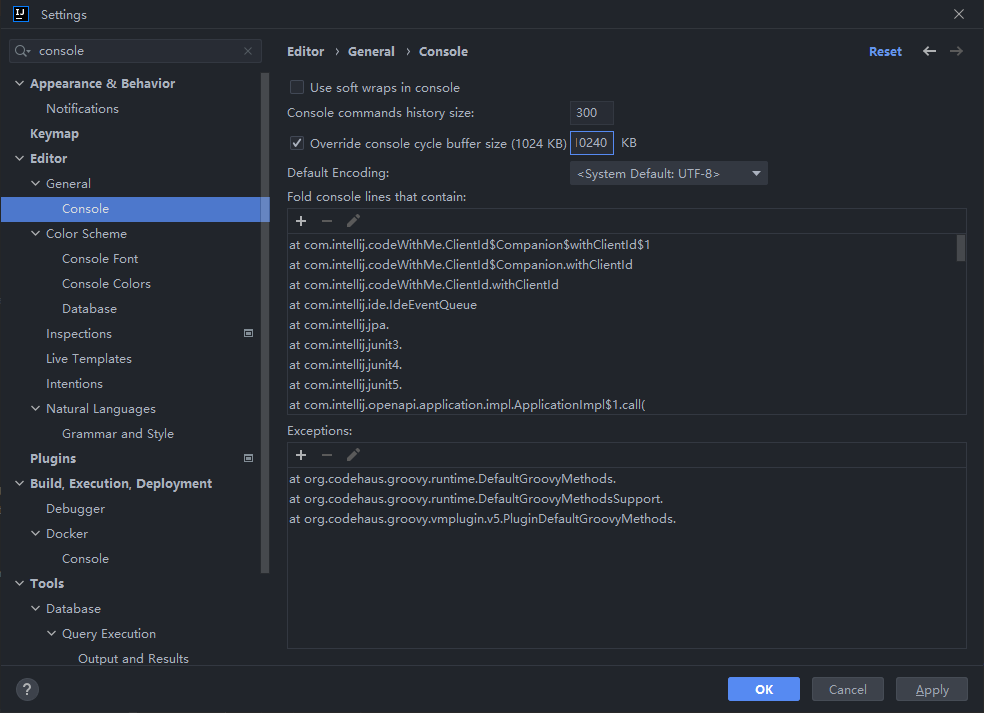 IJ
Settings
console
Appearance & Behavior
Notifications
Keymap
Editor
General
Console
Color Scheme
Console Font
Console Colors
Database
Inspections
Live Templates
Intentions
Natural Languages
Grammar and Style
Plugins
Build, Execution, Deployment
Debugger
Docker
Console
Tools
Database
Query Execution
Output and Results
Editor › General › Console
Reset
Use soft wraps in console
Console commands history size: 300
Override console cycle buffer size (1024 KB) 10240 KB
Default Encoding: <System Default: UTF-8>
Fold console lines that contain:
at com.intellij.codeWithMe.ClientId$Companion$withClientId$1
at com.intellij.codeWithMe.ClientId$Companion.withClientId
at com.intellij.codeWithMe.ClientId.withClientId
at com.intellij.ide.IdeEventQueue
at com.intellij.jpa.
at com.intellij.junit3.
at com.intellij.junit4.
at com.intellij.junit5.
at com.intellij.openapi.application.impl.ApplicationImpl$1.call(
Exceptions:
at org.codehaus.groovy.runtime.DefaultGroovyMethods.
at org.codehaus.groovy.runtime.DefaultGroovyMethodsSupport.
at org.codehaus.groovy.vmplugin.v5.PluginDefaultGroovyMethods.
?
OK
Cancel
Apply